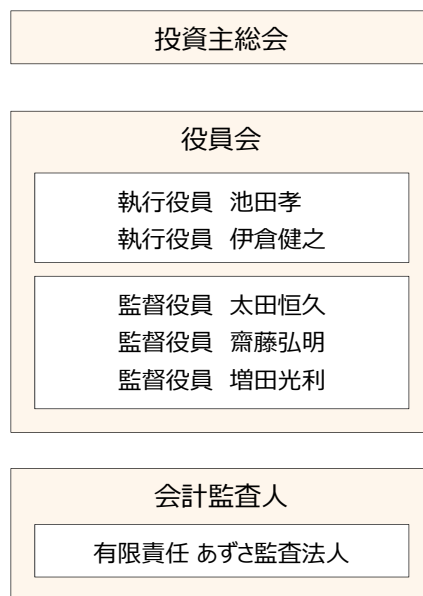 投資主総会
役員会
執行役員 池田孝
執行役員 伊倉健之
監督役員 太田恒久
監督役員 齋藤弘明
監督役員 増田光利
会計監査人
有限責任 あずさ監査法人